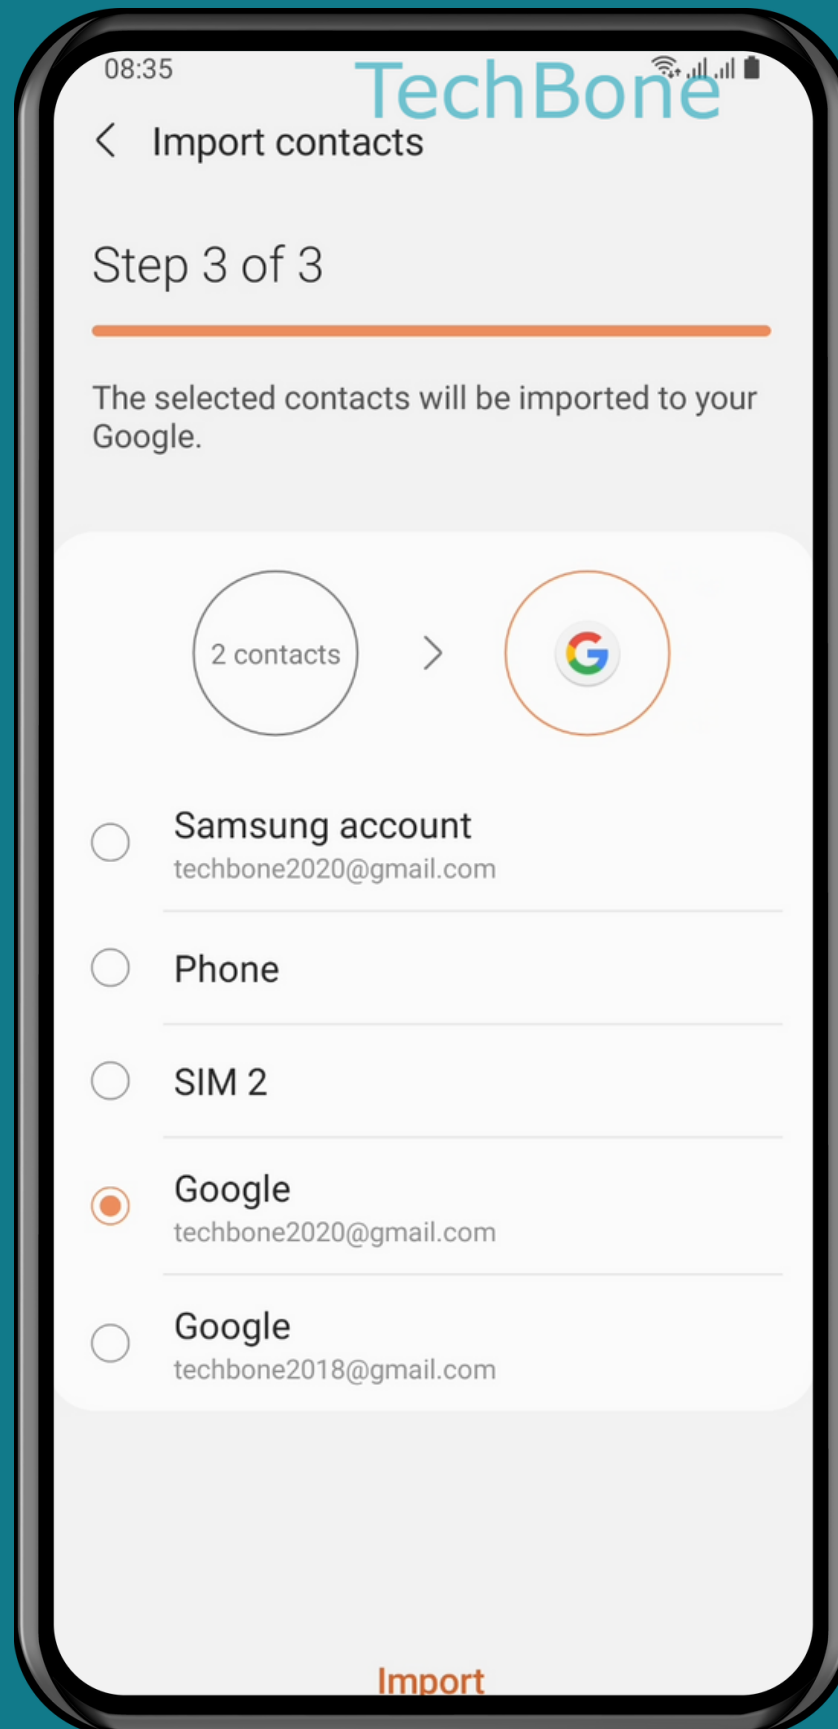 08:35
TechBone
Import contacts
Step 3 of 3
The selected contacts will be imported to your
Google.
2 contacts
G
Samsung account
techbone2020@gmail.com
Phone
SIM 2
Google
techbone2020@gmail.com
Google
techbone2018@gmail.com
Import